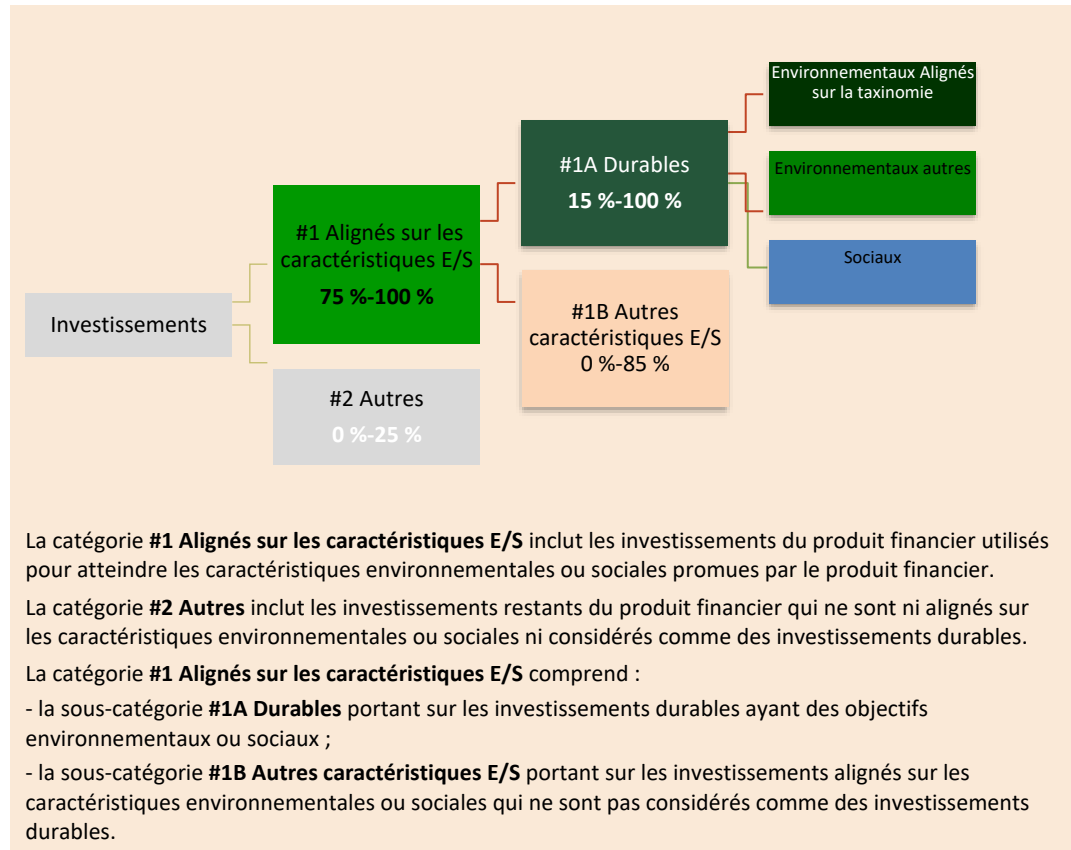 Environnementaux Alignés
sur la taxinomie
#1A Durables
15 %-100 %
Environnementaux autres
#1 Alignés sur les
caractéristiques E/S
75 %-100 %
Sociaux
Investissements
#1B Autres
caractéristiques E/S
0 %-85 %
#2 Autres
0 %-25 %
La catégorie #1 Alignés sur les caractéristiques E/S inclut les investissements du produit financier utilisés
pour atteindre les caractéristiques environnementales ou sociales promues par le produit financier.
La catégorie #2 Autres inclut les investissements restants du produit financier qui ne sont ni alignés sur
les caractéristiques environnementales ou sociales ni considérés comme des investissements durables.
La catégorie #1 Alignés sur les caractéristiques E/S comprend :
- la sous-catégorie #1A Durables portant sur les investissements durables ayant des objectifs
environnementaux ou sociaux ;
- la sous-catégorie #1B Autres caractéristiques E/S portant sur les investissements alignés sur les
caractéristiques environnementales ou sociales qui ne sont pas considérés comme des investissements
durables.